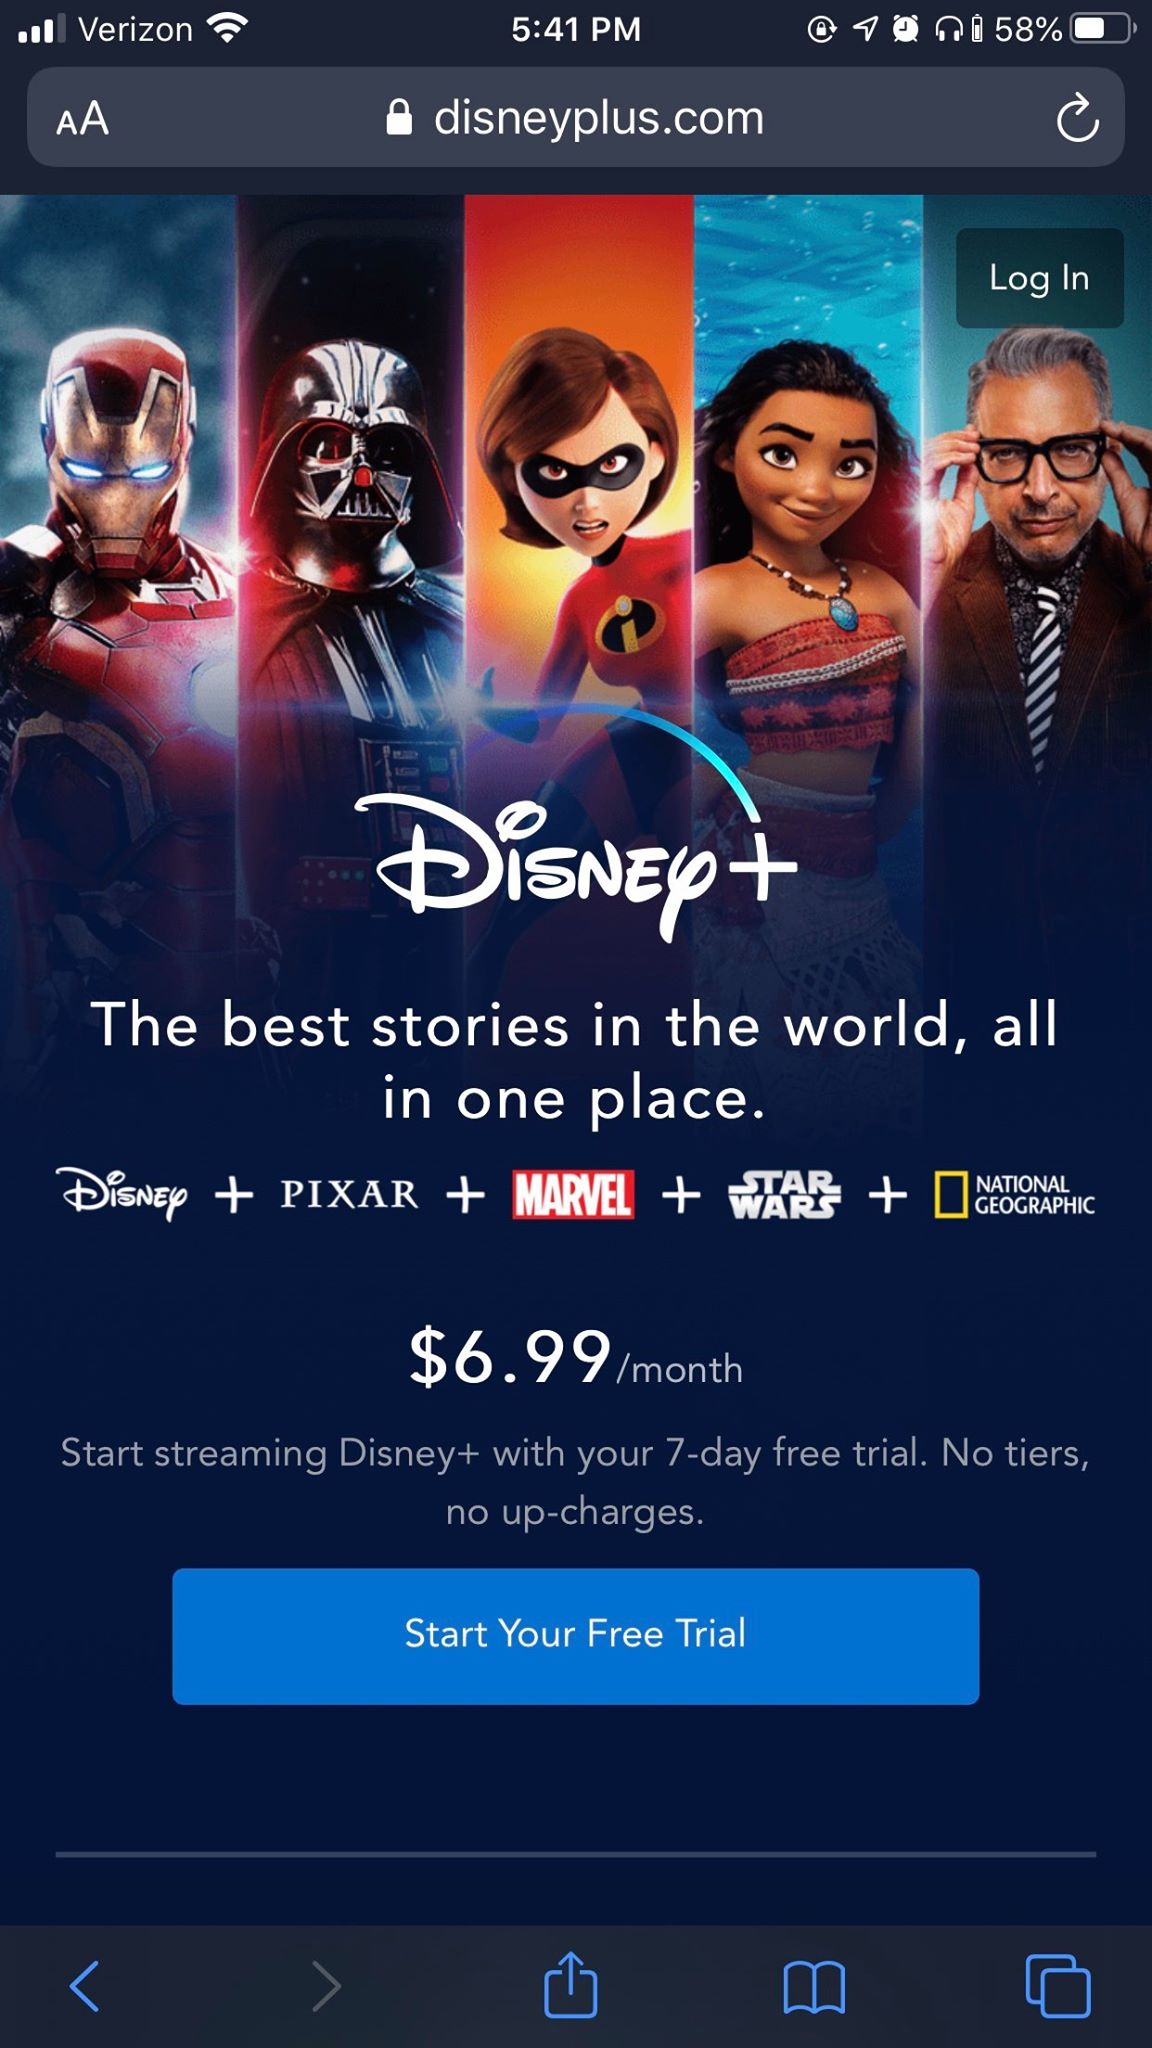 Verizon 5:41 PM 58%
AA disneyplus.com
Log In
Disney+
The best stories in the world, all
in one place.
Disney + PIXAR + MARVEL + STAR WARS + NATIONAL GEOGRAPHIC
$6.99/month
Start streaming Disney+ with your 7-day free trial. No tiers,
no up-charges.
Start Your Free Trial